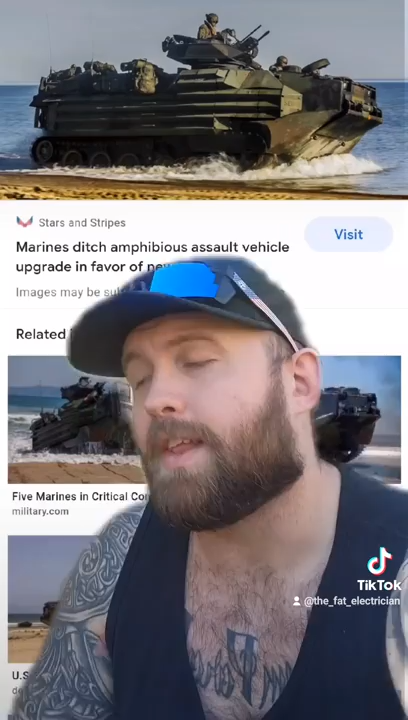 Stars and Stripes
Visit
Marines ditch amphibious assault vehicle
upgrade in favor of
Images may be
Related
Five Marines in Critical
military.com
TikTok
@the_fat_electrician